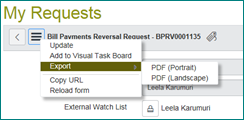 My Requests
Bill Payments Reversal Request - BPRV0001135
Update
Add to Visual Task Board
Export
PDF (Portrait)
PDF (Landscape)
Copy URL
Reload form
Leela Karumuri
External Watch List
Leela Karumuri